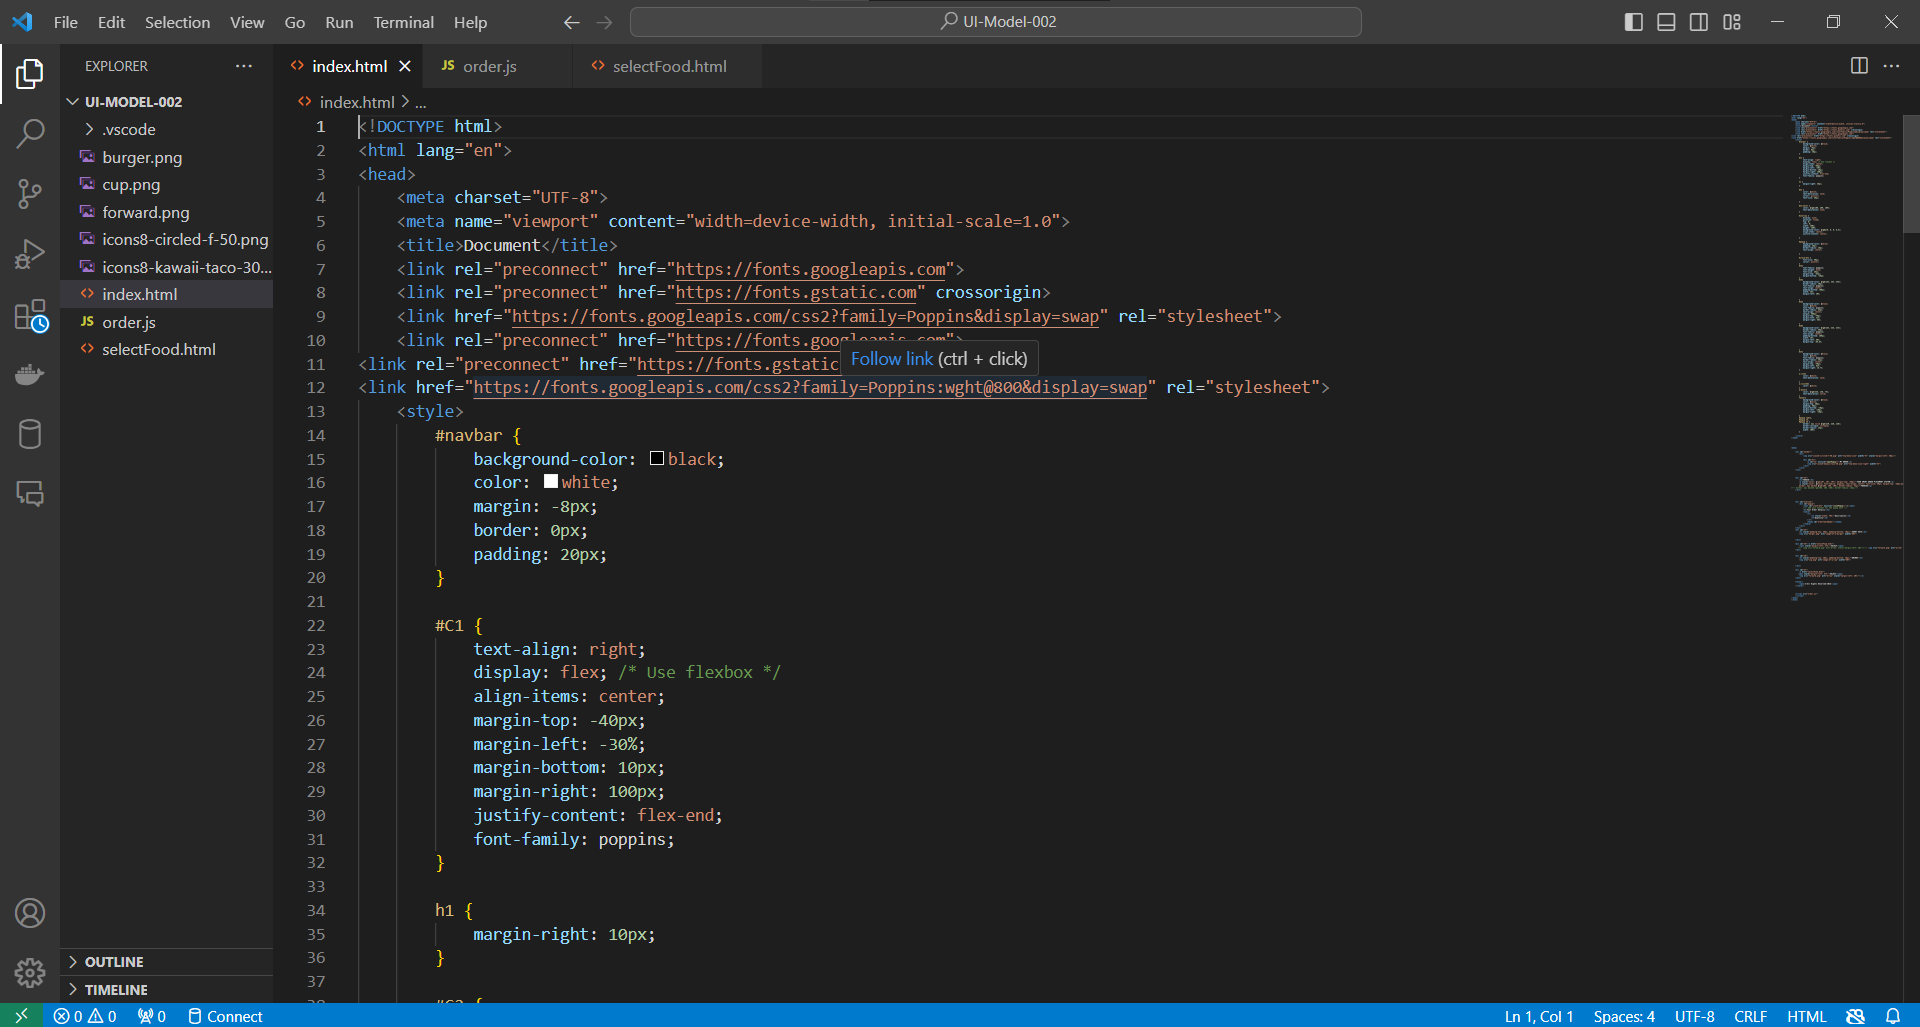 File Edit Selection View Go Run Terminal Help
UI-Model-002
EXPLORER
UI-MODEL-002
.vscode
burger.png
cup.png
forward.png
icons8-circled-f-50.png
icons8-kawaii-taco-30...
index.html
JS order.js
selectFood.html
OUTLINE
TIMELINE
index.html
JS order.js
selectFood.html
index.html > ...
1 <!DOCTYPE html>
2 <html lang="en">
3 <head>
4 <meta charset="UTF-8">
5 <meta name="viewport" content="width=device-width, initial-scale=1.0">
6 <title>Document</title>
7 <link rel="preconnect" href="https://fonts.googleapis.com">
8 <link rel="preconnect" href="https://fonts.gstatic.com" crossorigin>
9 <link href="https://fonts.googleapis.com/css2?family=Poppins&display=swap" rel="stylesheet">
10 <link rel="preconnect" href="https://fonts.googleapis.com">
11 <link rel="preconnect" href="https://fonts.gstatic
Follow link (ctrl + click)
12 <link href="https://fonts.googleapis.com/css2?family=Poppins:wght@800&display=swap" rel="stylesheet">
13 <style>
14 #navbar {
15 background-color: black;
16 color: white;
17 margin: -8px;
18 border: 0px;
19 padding: 20px;
20 }
21
22 #C1 {
23 text-align: right;
24 display: flex; /* Use flexbox */
25 align-items: center;
26 margin-top: -40px;
27 margin-left: -30%;
28 margin-bottom: 10px;
29 margin-right: 100px;
30 justify-content: flex-end;
31 font-family: poppins;
32 }
33
34 h1 {
35 margin-right: 10px;
36 }
37
0 0 0 Connect
Ln 1, Col 1 Spaces: 4 UTF-8 CRLF HTML